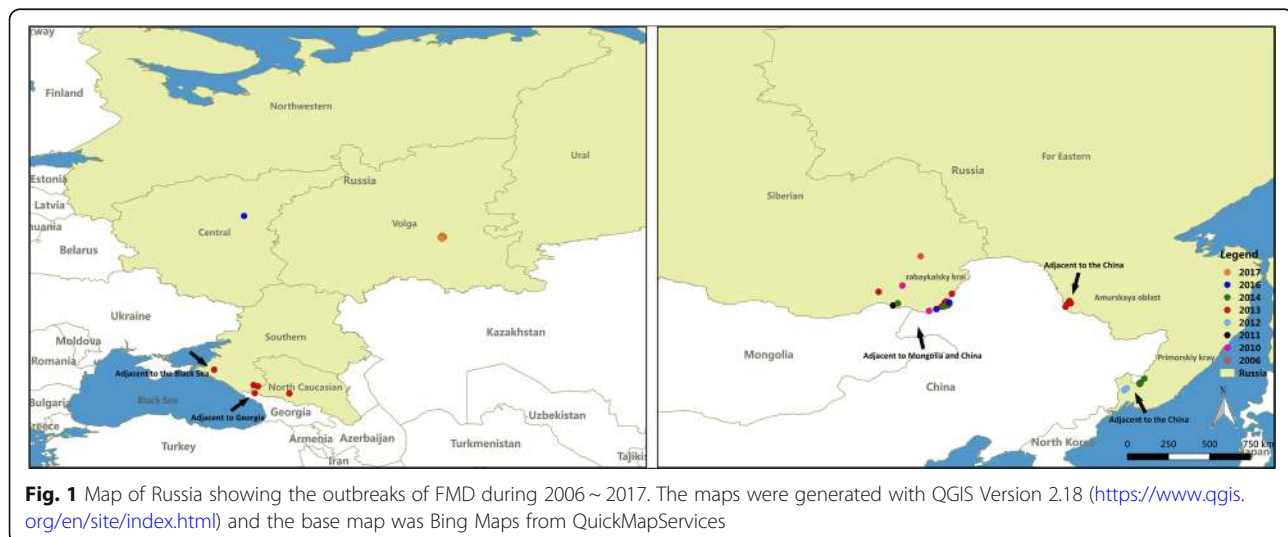 rway
Finland
Northwestern
Ural
Estonia
Russia
Latvia
huania
Volga
Central
Belarus
Ukraine
Kazakhstan
Moldova
Southern
Romania
Adjacent to the Black Sea
North Caucasian
Black Sea
Bulgaria
Adjacent to Georgia
Georgia
Uzbekistan
Greece
Armenia
Azerbaijan
Turkey
Turkmenistan
Iran
Tajikis
Far Eastern
Russia
Siberian
zabaykalsky krai
Adjacent to the China
Amurskaya oblast
Mongolia
Adjacent to Mongolia and China
Primorskiy kray
China
Adjacent to the China
North Korea
Japan
Legend
2017
2016
2014
2013
2012
2011
2010
2006
Russia
N
0 250 500 750 km
Fig. 1 Map of Russia showing the outbreaks of FMD during 2006 ~ 2017. The maps were generated with QGIS Version 2.18 (https://www.qgis.
org/en/site/index.html) and the base map was Bing Maps from QuickMapServices